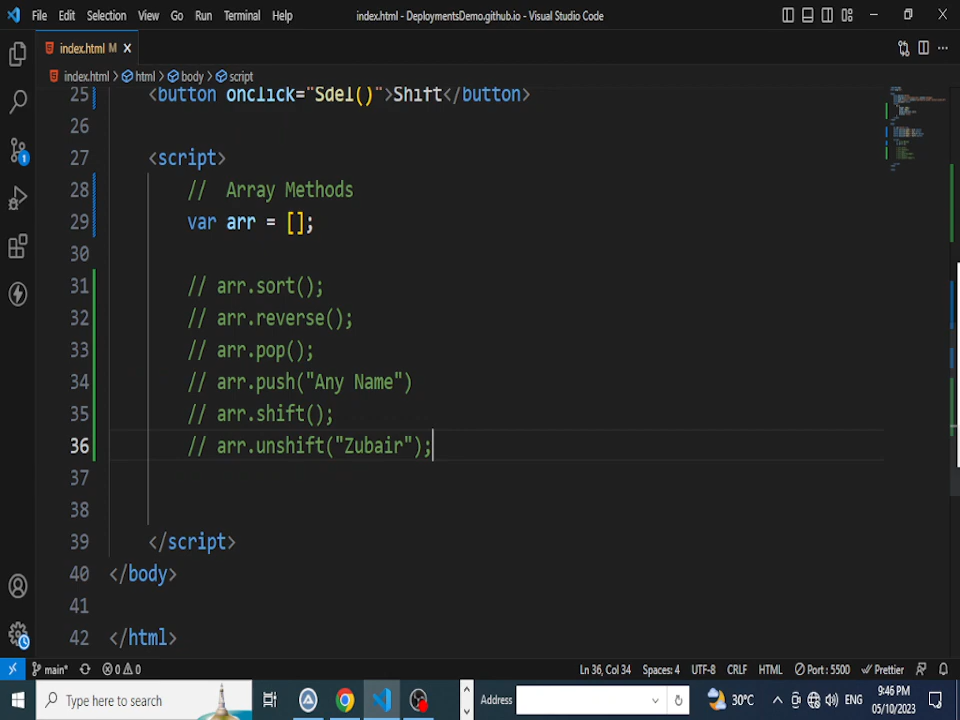 File Edit Selection View Go Run Terminal Help index.html - DeploymentsDemo.github.io - Visual Studio Code
index.html M
index.html > html > body > script
25 <button onclick="Sdel()">Shift</button>
26
27 <script>
28 // Array Methods
29 var arr = [];
30
31 // arr.sort();
32 // arr.reverse();
33 // arr.pop();
34 // arr.push("Any Name")
35 // arr.shift();
36 // arr.unshift("Zubair");
37
38
39 </script>
40 </body>
41
42 </html>
1
main* 0 0 Ln 36, Col 34 Spaces: 4 UTF-8 CRLF HTML Port : 5500 Prettier
Type here to search Address 30°C ENG 9:46 PM
05/10/2023